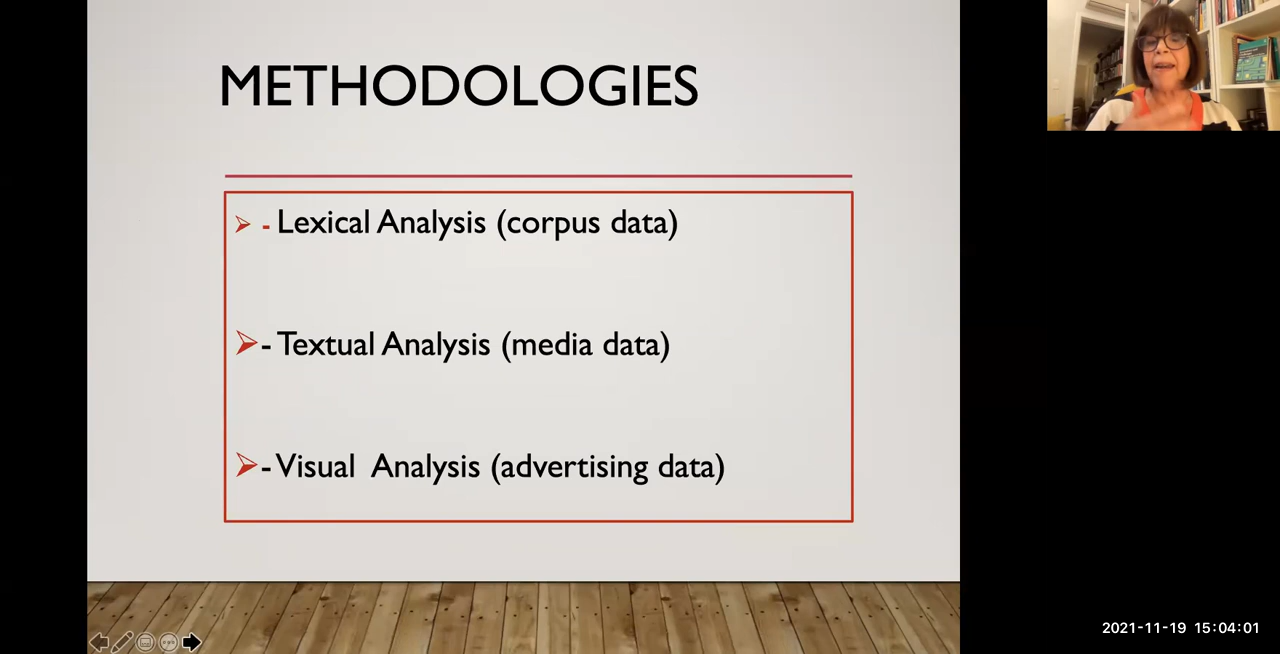 METHODOLOGIES
- Lexical Analysis (corpus data)
- Textual Analysis (media data)
- Visual Analysis (advertising data)
2021-11-19 15:04:01